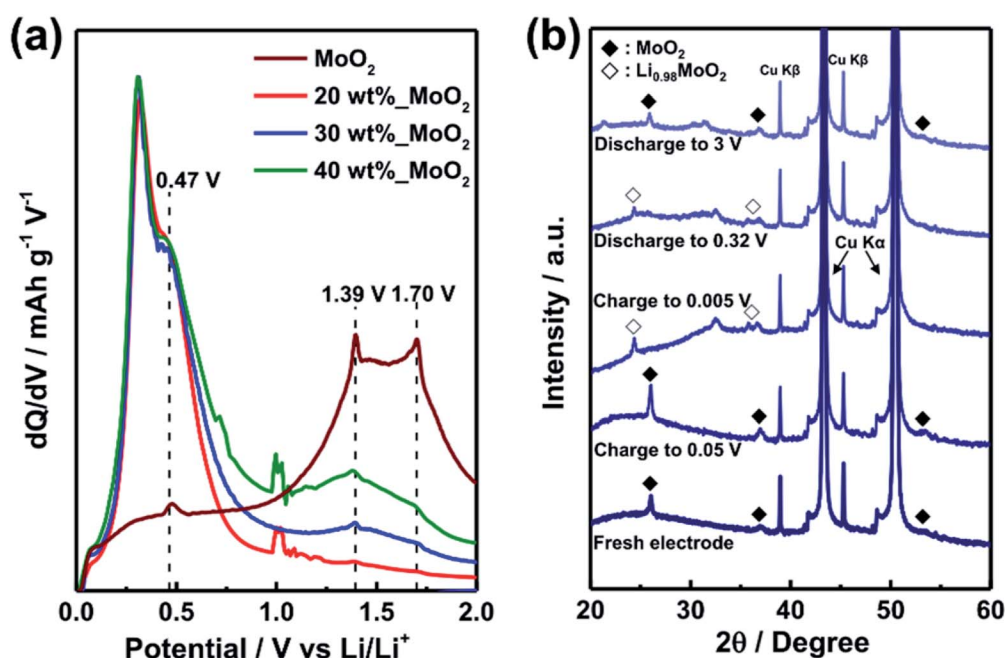 (a)
MoO₂
20 wt%_MoO₂
30 wt%_MoO₂
40 wt%_MoO₂
0.47 V
1.39 V
1.70 V
dQ/dV / mAh g⁻¹ V⁻¹
0.0
0.5
1.0
1.5
2.0
Potential / V vs Li/Li⁺
(b)
◆ : MoO₂
◇ : Li₀.₉₈MoO₂
Cu Kβ
Cu Kβ
Discharge to 3 V
Discharge to 0.32 V
Cu Kα
Charge to 0.005 V
Charge to 0.05 V
Fresh electrode
Intensity / a.u.
20
30
40
50
60
2θ / Degree